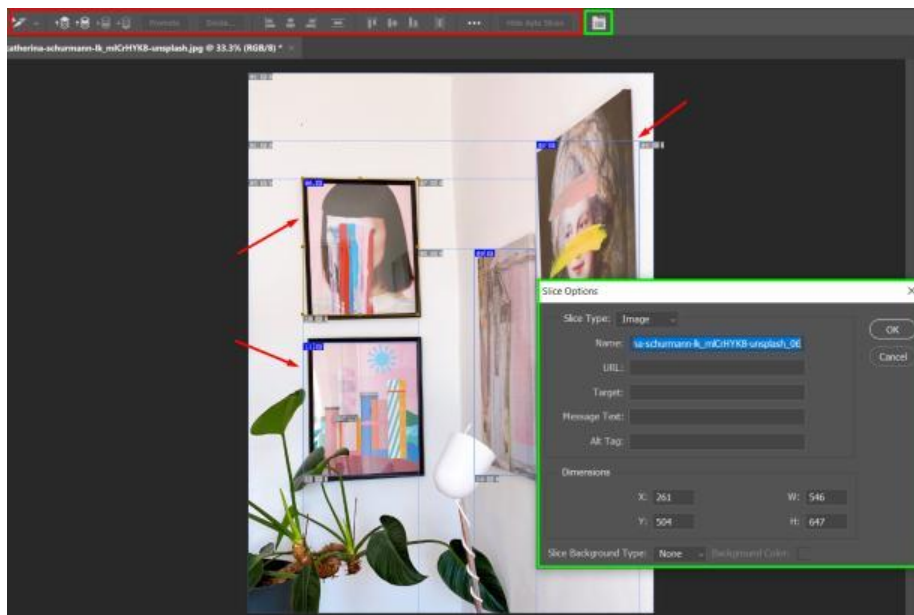 Promote Divide... Hide Auto Slices
atherina-schurmann-lk_mlCrHYK8-unsplash.jpg @ 33.3% (RGB/8) * ×
Slice Options
Slice Type: Image
Name: sa-schurmann-lk_mlCrHYK8-unsplash_06
URL:
Target:
Message Text:
Alt Tag:
OK
Cancel
Dimensions
X: 261 W: 546
Y: 504 H: 647
Slice Background Type: None Background Color: